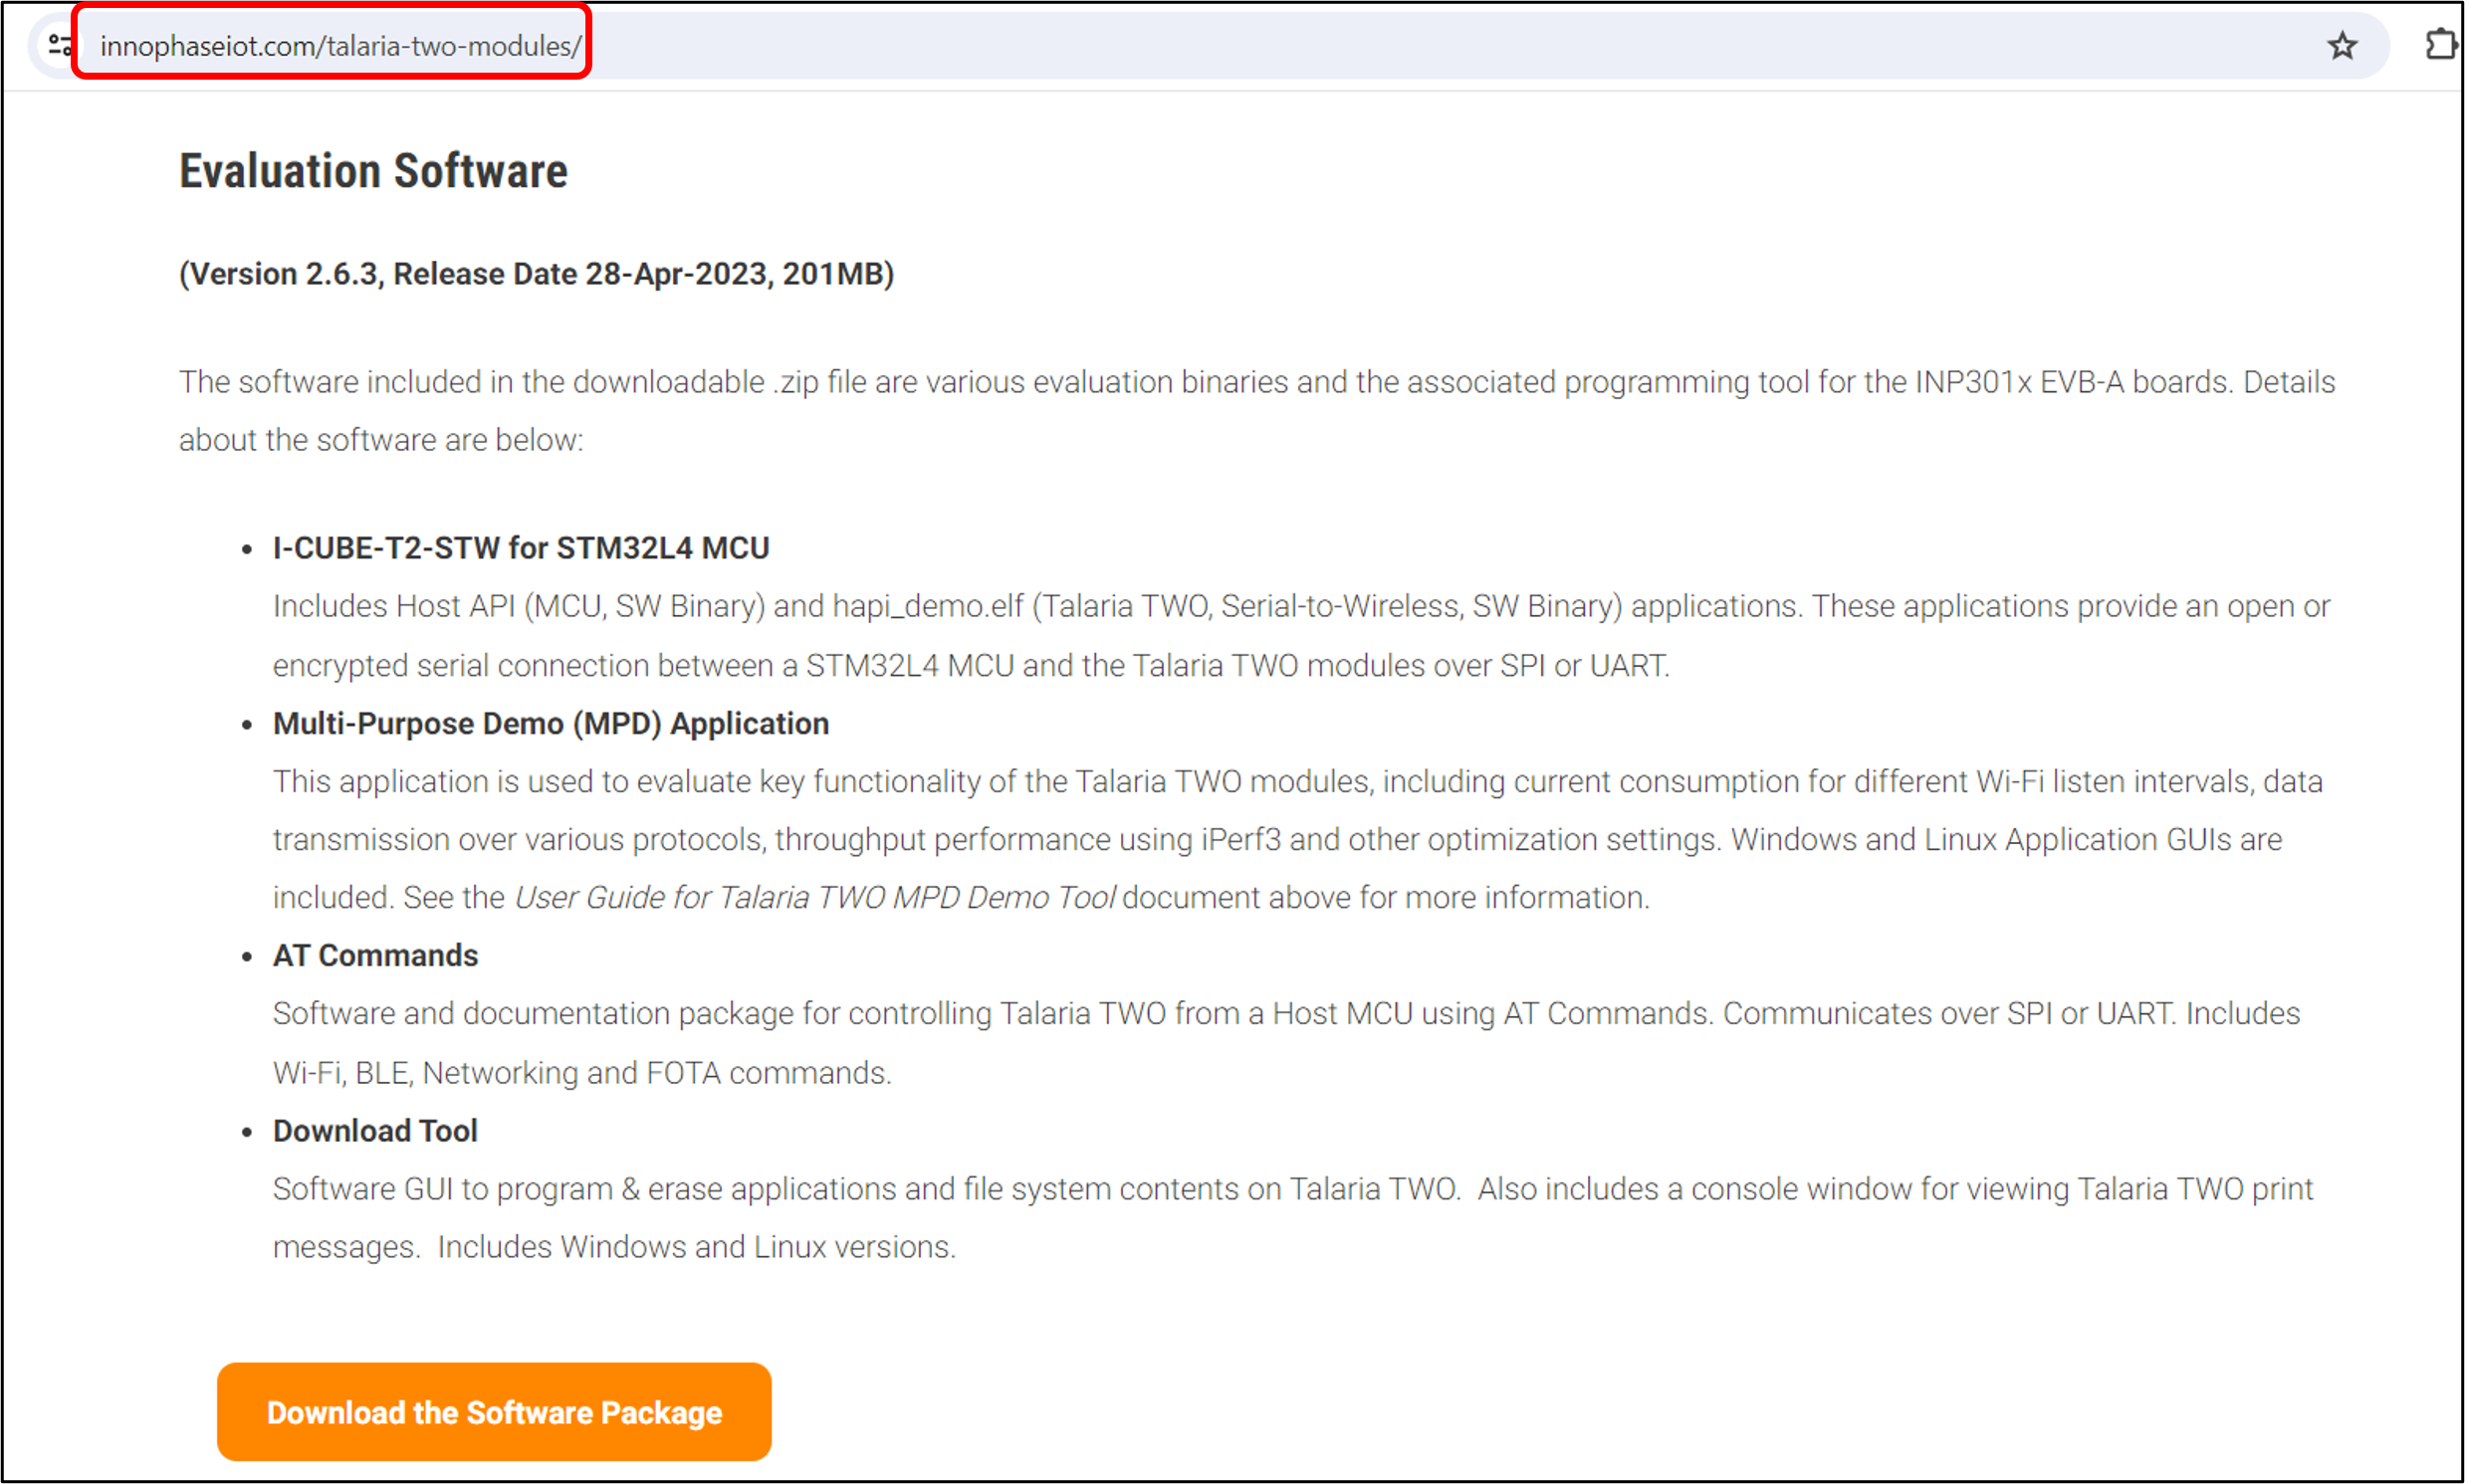 innophaseiot.com/talaria-two-modules/
Evaluation Software
(Version 2.6.3, Release Date 28-Apr-2023, 201MB)
The software included in the downloadable .zip file are various evaluation binaries and the associated programming tool for the INP301x EVB-A boards. Details
about the software are below:
• I-CUBE-T2-STW for STM32L4 MCU
Includes Host API (MCU, SW Binary) and hapi_demo.elf (Talaria TWO, Serial-to-Wireless, SW Binary) applications. These applications provide an open or
encrypted serial connection between a STM32L4 MCU and the Talaria TWO modules over SPI or UART.
• Multi-Purpose Demo (MPD) Application
This application is used to evaluate key functionality of the Talaria TWO modules, including current consumption for different Wi-Fi listen intervals, data
transmission over various protocols, throughput performance using iPerf3 and other optimization settings. Windows and Linux Application GUIs are
included. See the User Guide for Talaria TWO MPD Demo Tool document above for more information.
• AT Commands
Software and documentation package for controlling Talaria TWO from a Host MCU using AT Commands. Communicates over SPI or UART. Includes
Wi-Fi, BLE, Networking and FOTA commands.
• Download Tool
Software GUI to program & erase applications and file system contents on Talaria TWO.  Also includes a console window for viewing Talaria TWO print
messages.  Includes Windows and Linux versions.
Download the Software Package